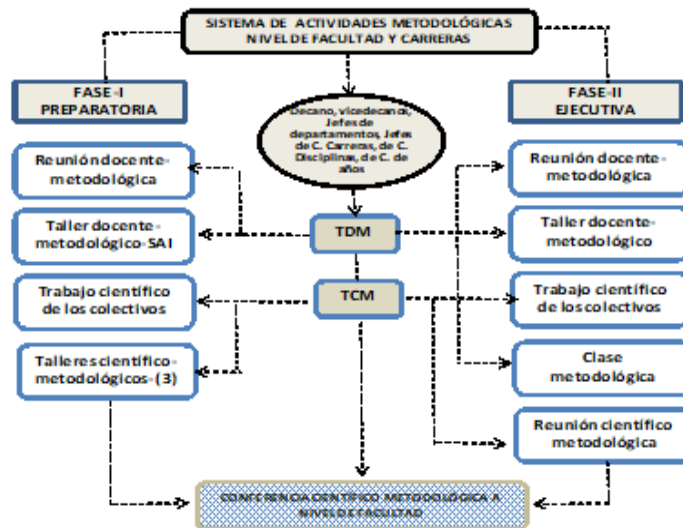 SISTEMA DE ACTIVIDADES METODOLÓGICAS
NIVEL DE FACULTAD Y CARRERAS
FASE-I
PREPARATORIA
FASE-II
EJECUTIVA
Decano, vicedecanos,
Jefes de
departamentos, Jefes
de C. Carreras, de C.
Disciplinas, de C. de
años
Reunión docente-
metodológica
Taller docente-
metodológico-SAI
Trabajo científico
de los colectivos
Talleres científico-
metodológicos-(3)
TDM
TCM
Reunión docente-
metodológica
Taller docente-
metodológico
Trabajo científico
de los colectivos
Clase
metodológica
Reunión científico
metodológica
CONFERENCIA CIENTÍFICO METODOLÓGICA A
NIVEL DE FACULTAD